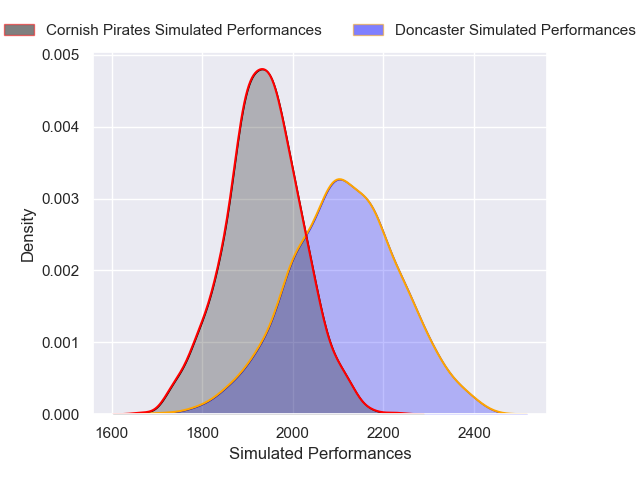 Cornish Pirates Simulated Performances
Doncaster Simulated Performances
0.005
0.004
0.003
0.002
0.001
0.000
Density
1600 1800 2000 2200 2400
Simulated Performances